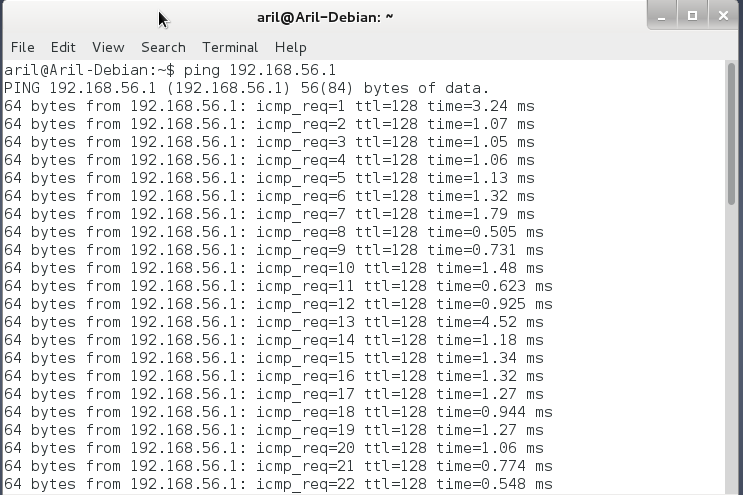 aril@Aril-Debian: ~
File Edit View Search Terminal Help
aril@Aril-Debian:~$ ping 192.168.56.1
PING 192.168.56.1 (192.168.56.1) 56(84) bytes of data.
64 bytes from 192.168.56.1: icmp_req=1 ttl=128 time=3.24 ms
64 bytes from 192.168.56.1: icmp_req=2 ttl=128 time=1.07 ms
64 bytes from 192.168.56.1: icmp_req=3 ttl=128 time=1.05 ms
64 bytes from 192.168.56.1: icmp_req=4 ttl=128 time=1.06 ms
64 bytes from 192.168.56.1: icmp_req=5 ttl=128 time=1.13 ms
64 bytes from 192.168.56.1: icmp_req=6 ttl=128 time=1.32 ms
64 bytes from 192.168.56.1: icmp_req=7 ttl=128 time=1.79 ms
64 bytes from 192.168.56.1: icmp_req=8 ttl=128 time=0.505 ms
64 bytes from 192.168.56.1: icmp_req=9 ttl=128 time=0.731 ms
64 bytes from 192.168.56.1: icmp_req=10 ttl=128 time=1.48 ms
64 bytes from 192.168.56.1: icmp_req=11 ttl=128 time=0.623 ms
64 bytes from 192.168.56.1: icmp_req=12 ttl=128 time=0.925 ms
64 bytes from 192.168.56.1: icmp_req=13 ttl=128 time=4.52 ms
64 bytes from 192.168.56.1: icmp_req=14 ttl=128 time=1.18 ms
64 bytes from 192.168.56.1: icmp_req=15 ttl=128 time=1.34 ms
64 bytes from 192.168.56.1: icmp_req=16 ttl=128 time=1.32 ms
64 bytes from 192.168.56.1: icmp_req=17 ttl=128 time=1.27 ms
64 bytes from 192.168.56.1: icmp_req=18 ttl=128 time=0.944 ms
64 bytes from 192.168.56.1: icmp_req=19 ttl=128 time=1.27 ms
64 bytes from 192.168.56.1: icmp_req=20 ttl=128 time=1.06 ms
64 bytes from 192.168.56.1: icmp_req=21 ttl=128 time=0.774 ms
64 bytes from 192.168.56.1: icmp_req=22 ttl=128 time=0.548 ms